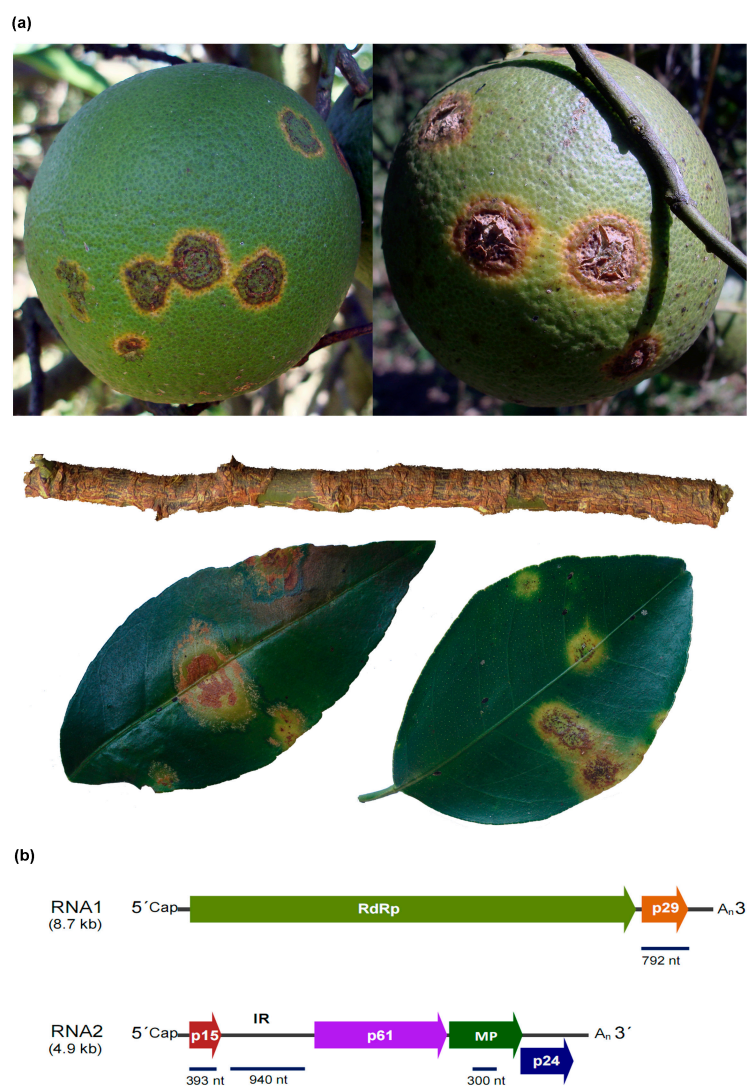 (a)
(b)
RNA1
(8.7 kb)
5´Cap
RdRp
p29
An3
792 nt
RNA2
(4.9 kb)
5´Cap
p15
IR
p61
MP
p24
An 3´
393 nt
940 nt
300 nt